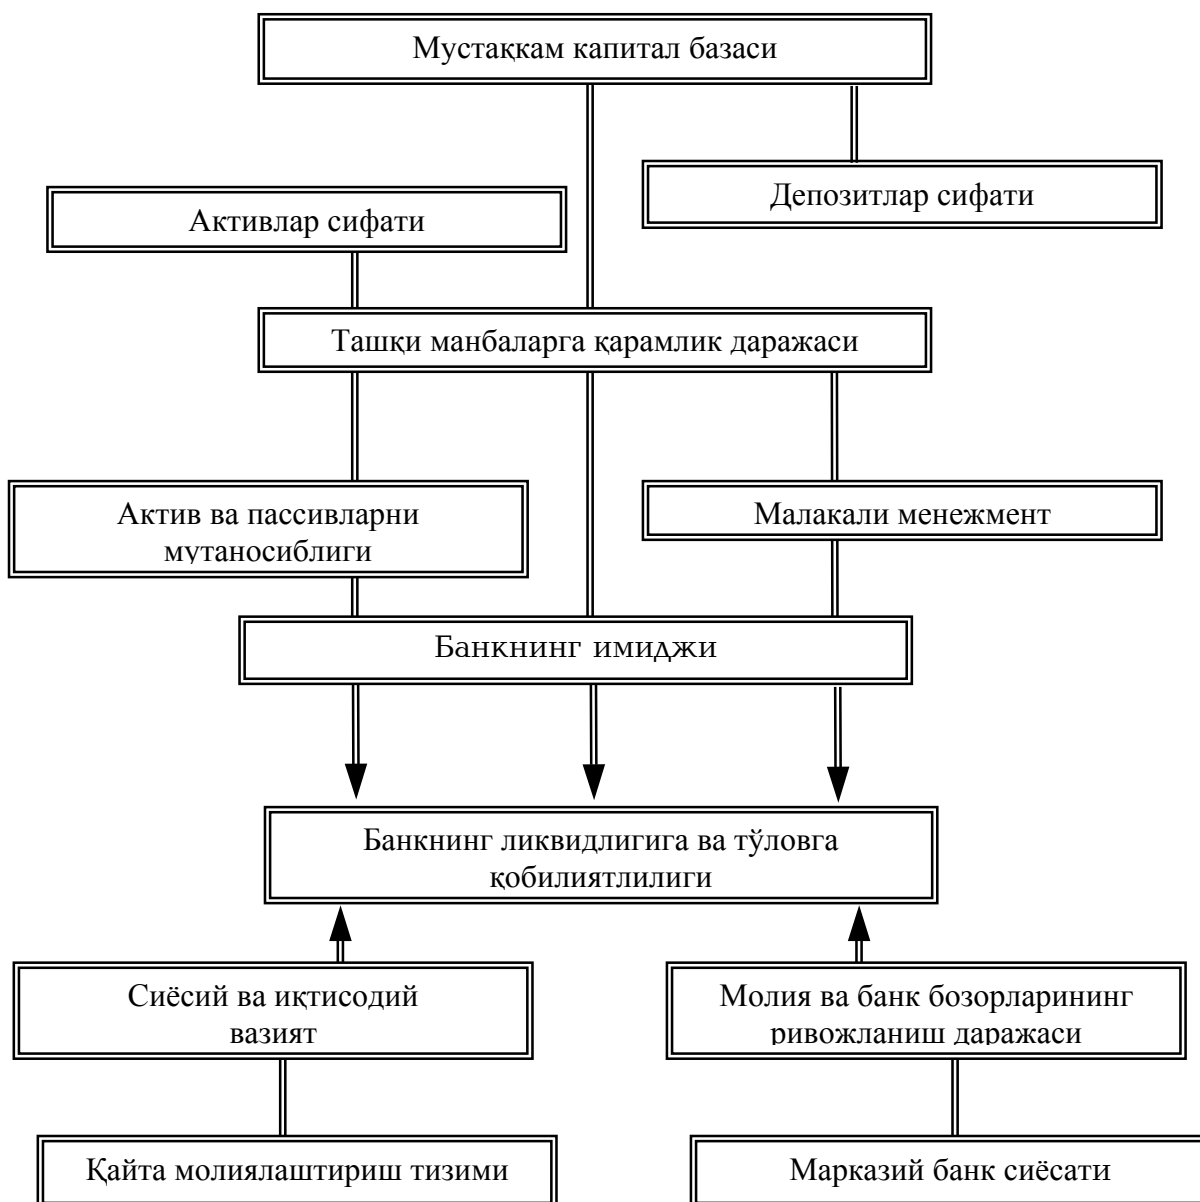 Мустаққам капитал базаси
Депозитлар сифати
Активлар сифати
Ташқи манбаларга қарамлик даражаси
Актив ва пассивларни
мутаносиблиги
Малакали менежмент
Банкнинг имиджи
Банкнинг ликвидлигига ва тўловга
қобилиятлилиги
Сиёсий ва иқтисодий
вазият
Молия ва банк бозорларининг
ривожланиш даражаси
Қайта молиялаштириш тизими
Марказий банк сиёсати